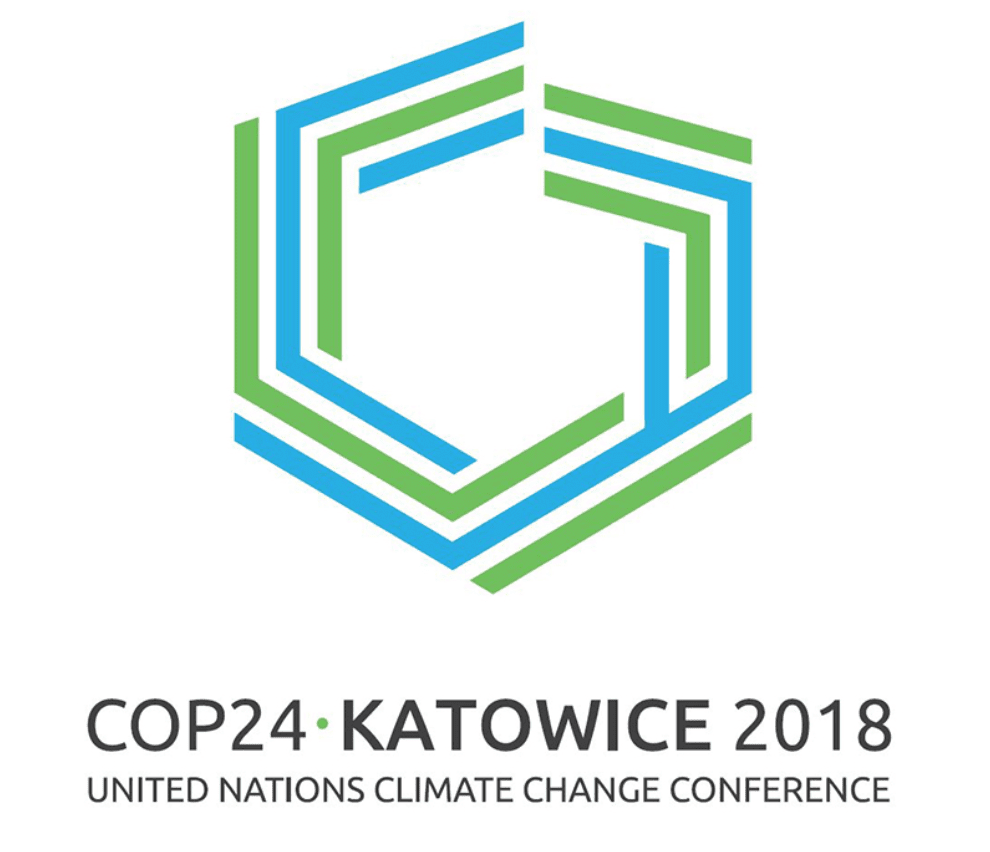 COP24·KATOWICE 2018
UNITED NATIONS CLIMATE CHANGE CONFERENCE